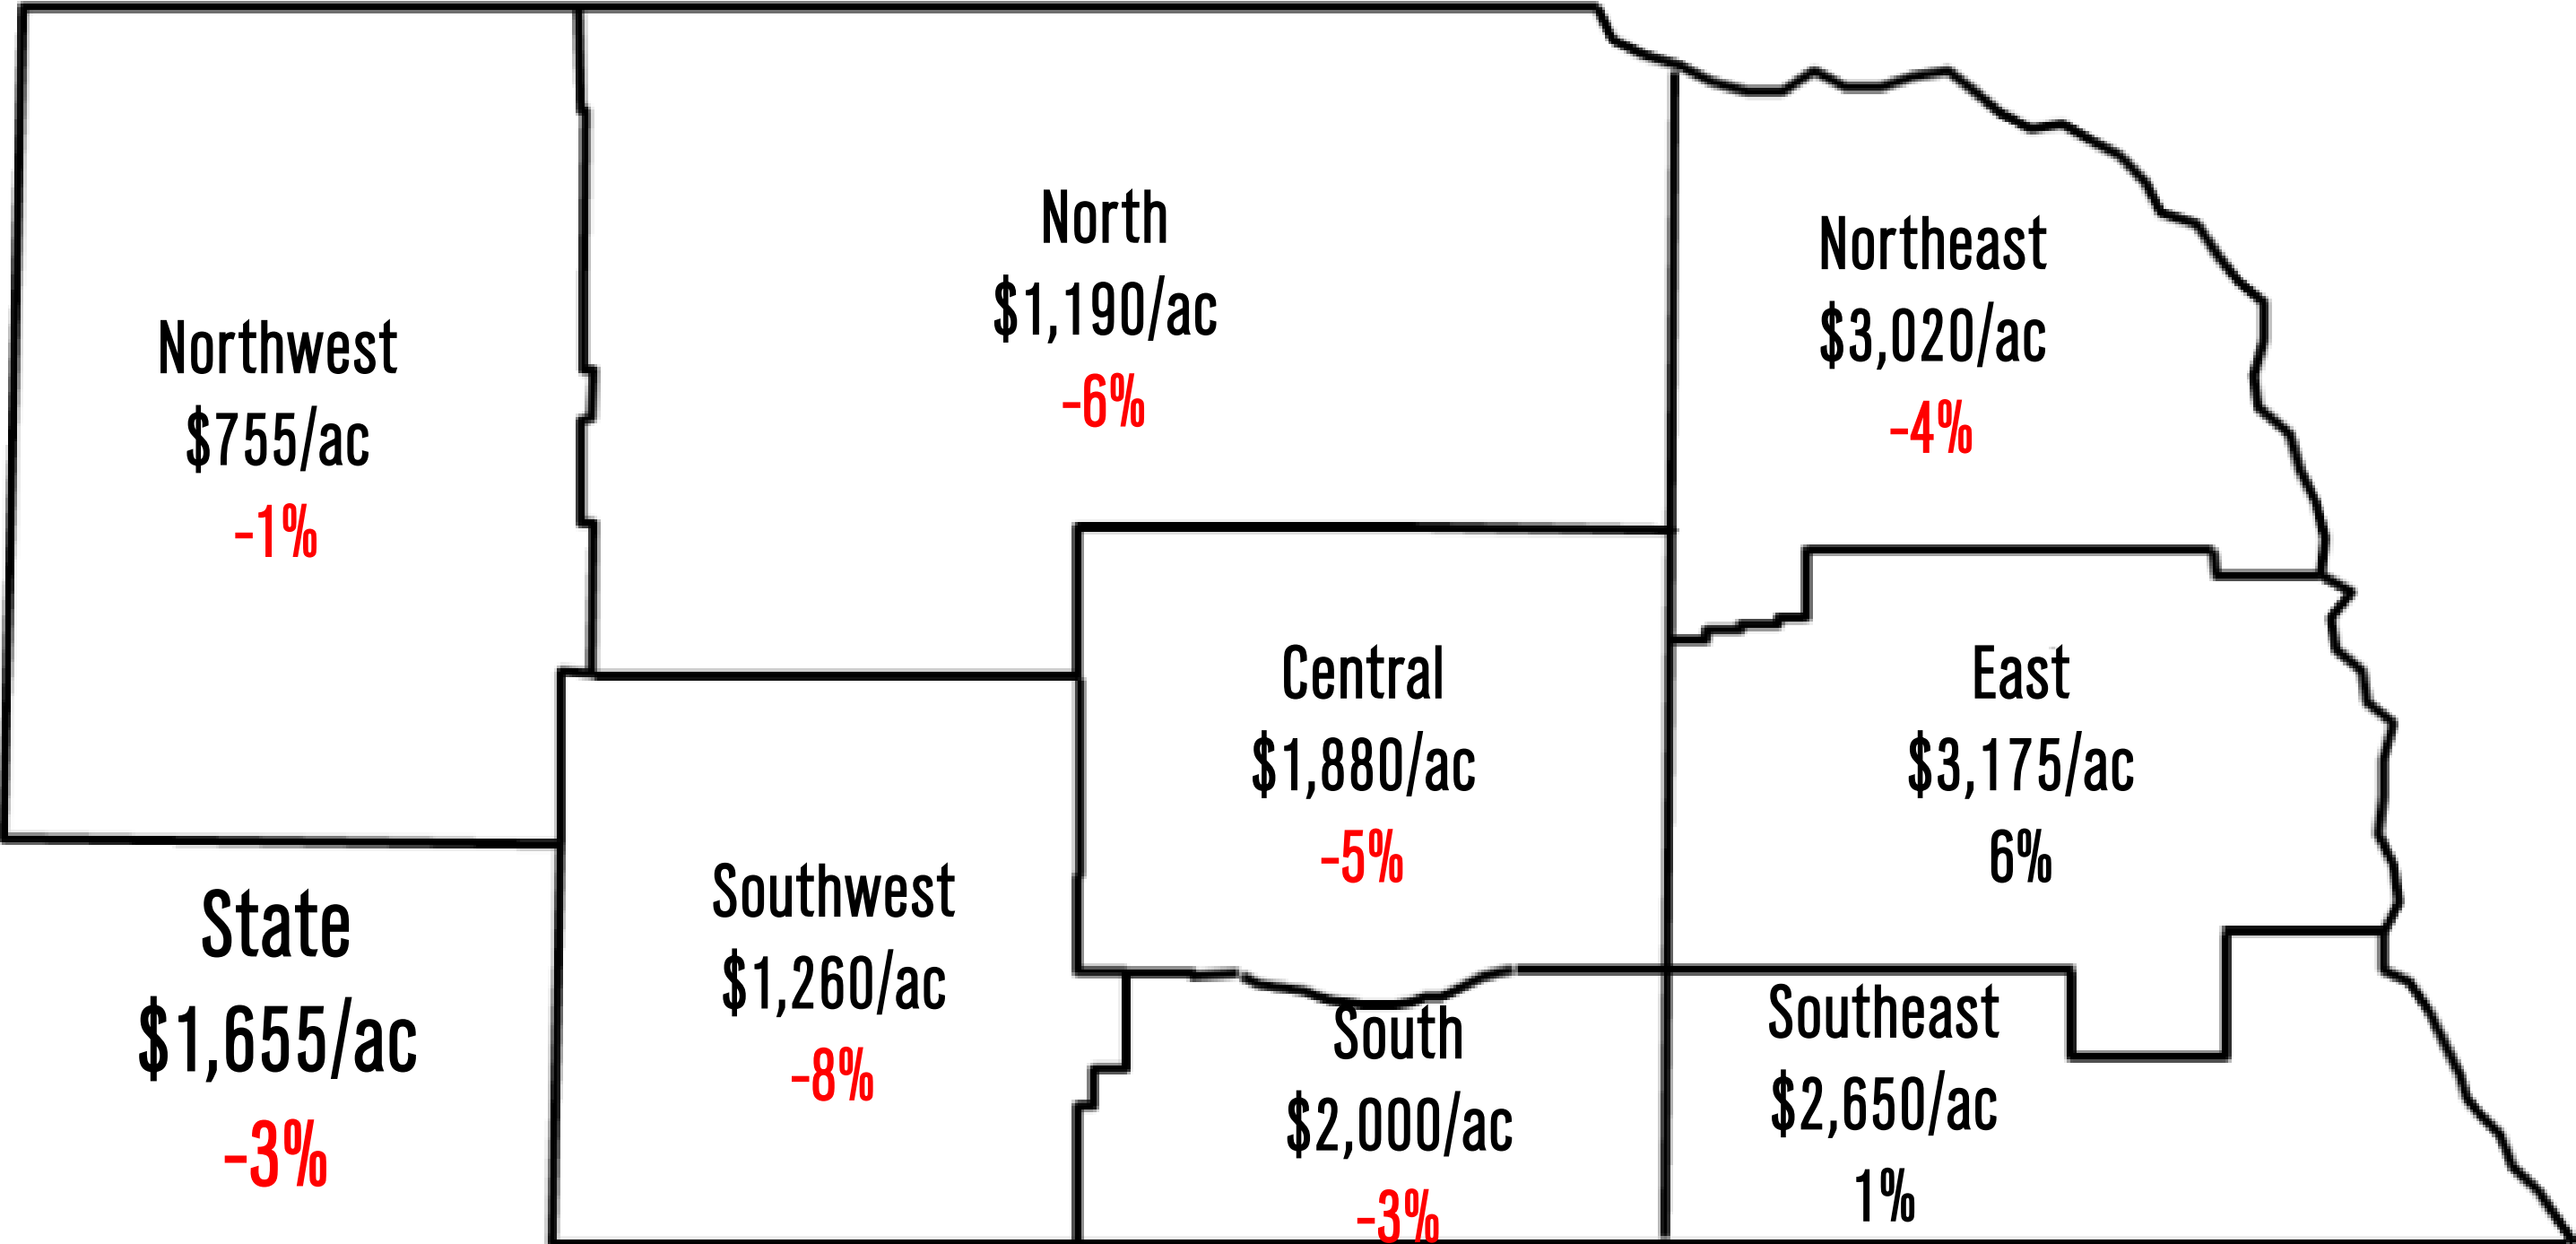 North
$1,190/ac
-6%
Northeast
$3,020/ac
-4%
Northwest
$755/ac
-1%
Central
$1,880/ac
-5%
East
$3,175/ac
6%
State
$1,655/ac
-3%
Southwest
$1,260/ac
-8%
South
$2,000/ac
-3%
Southeast
$2,650/ac
1%